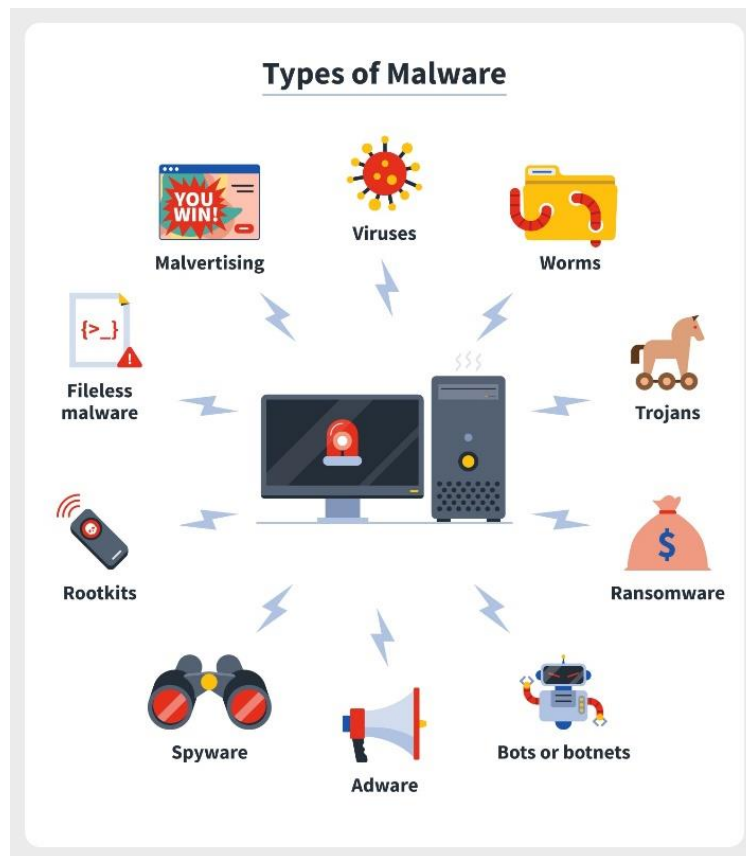 Types of Malware
YOU
WIN!
Malvertising
Viruses
Worms
{>_}
!
Fileless
malware
Trojans
Rootkits
$
Ransomware
Spyware
Adware
Bots or botnets